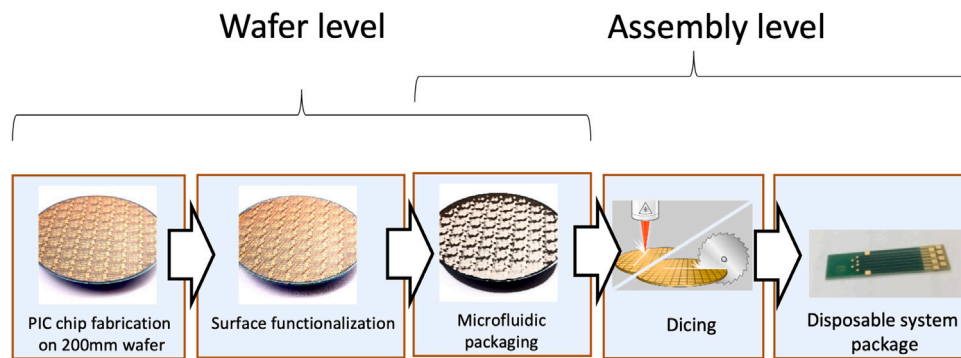 Wafer level
Assembly level
PIC chip fabrication
on 200mm wafer
Surface functionalization
Microfluidic
packaging
Dicing
Disposable system
package